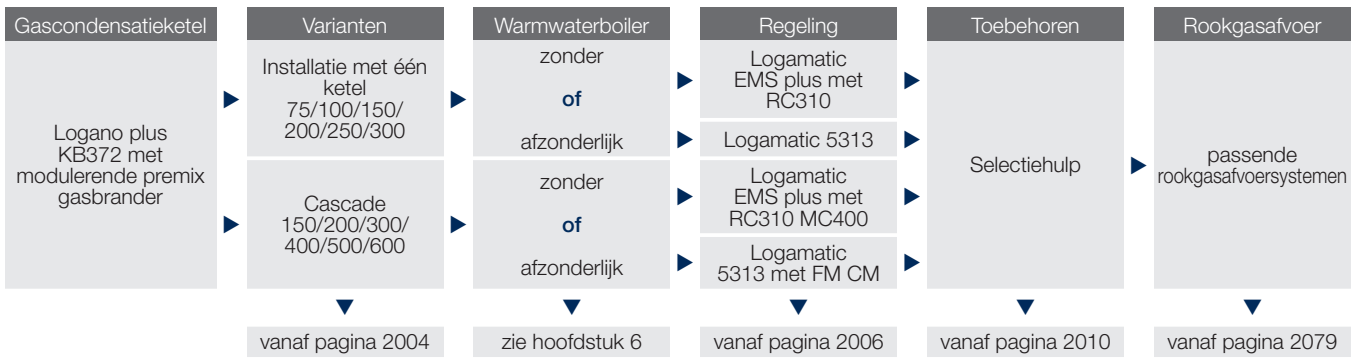 Gascondensatieketel
Logano plus
KB372 met
modulerende premix
gasbrander
Varianten
Installatie met één
ketel
75/100/150/
200/250/300
Cascade
150/200/300/
400/500/600
vanaf pagina 2004
Warmwaterboiler
zonder
of
afzonderlijk
zonder
of
afzonderlijk
zie hoofdstuk 6
Regeling
Logamatic
EMS plus met
RC310
Logamatic 5313
Logamatic
EMS plus met
RC310 MC400
Logamatic
5313 met FM CM
vanaf pagina 2006
Toebehoren
Selectiehulp
vanaf pagina 2010
Rookgasafvoer
passende
rookgasafvoersystemen
vanaf pagina 2079